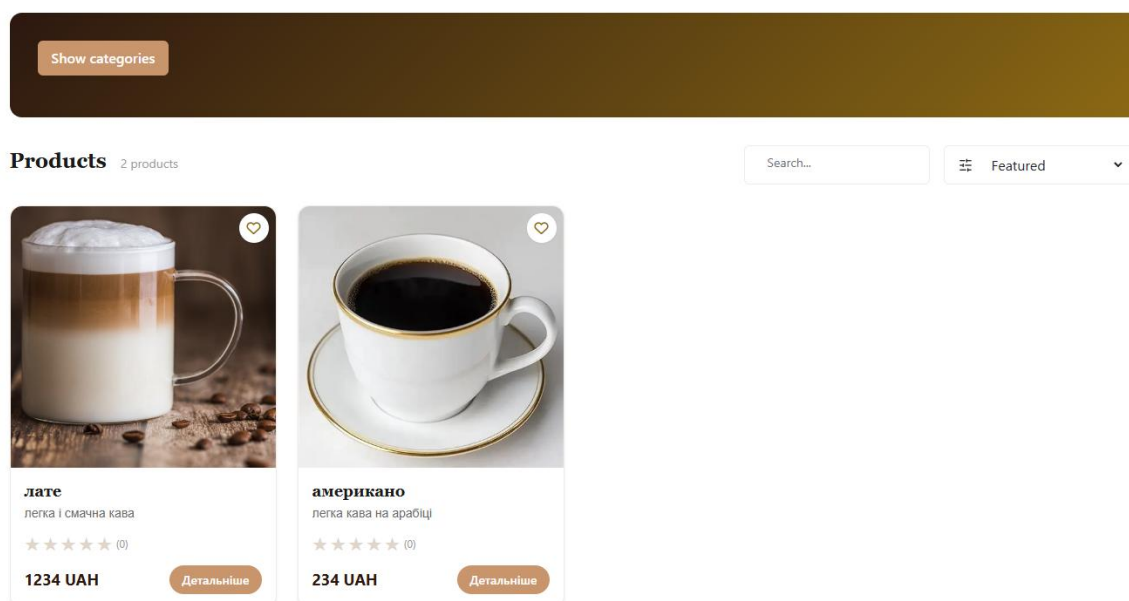 Show categories
Products 2 products
Search...
Featured
лате
легка і смачна кава
(0)
1234 UAH
Детальніше
американо
легка кава на арабіці
(0)
234 UAH
Детальніше